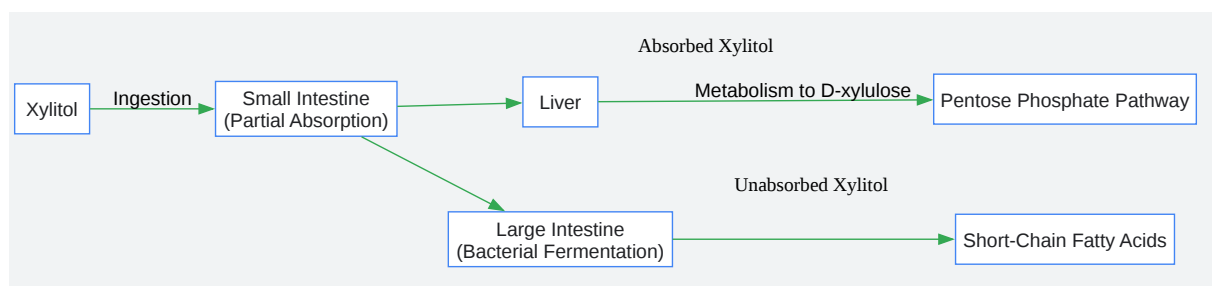 Absorbed Xylitol
Xylitol
Ingestion
Small Intestine
(Partial Absorption)
Liver
Metabolism to D-xylulose
Pentose Phosphate Pathway
Unabsorbed Xylitol
Large Intestine
(Bacterial Fermentation)
Short-Chain Fatty Acids